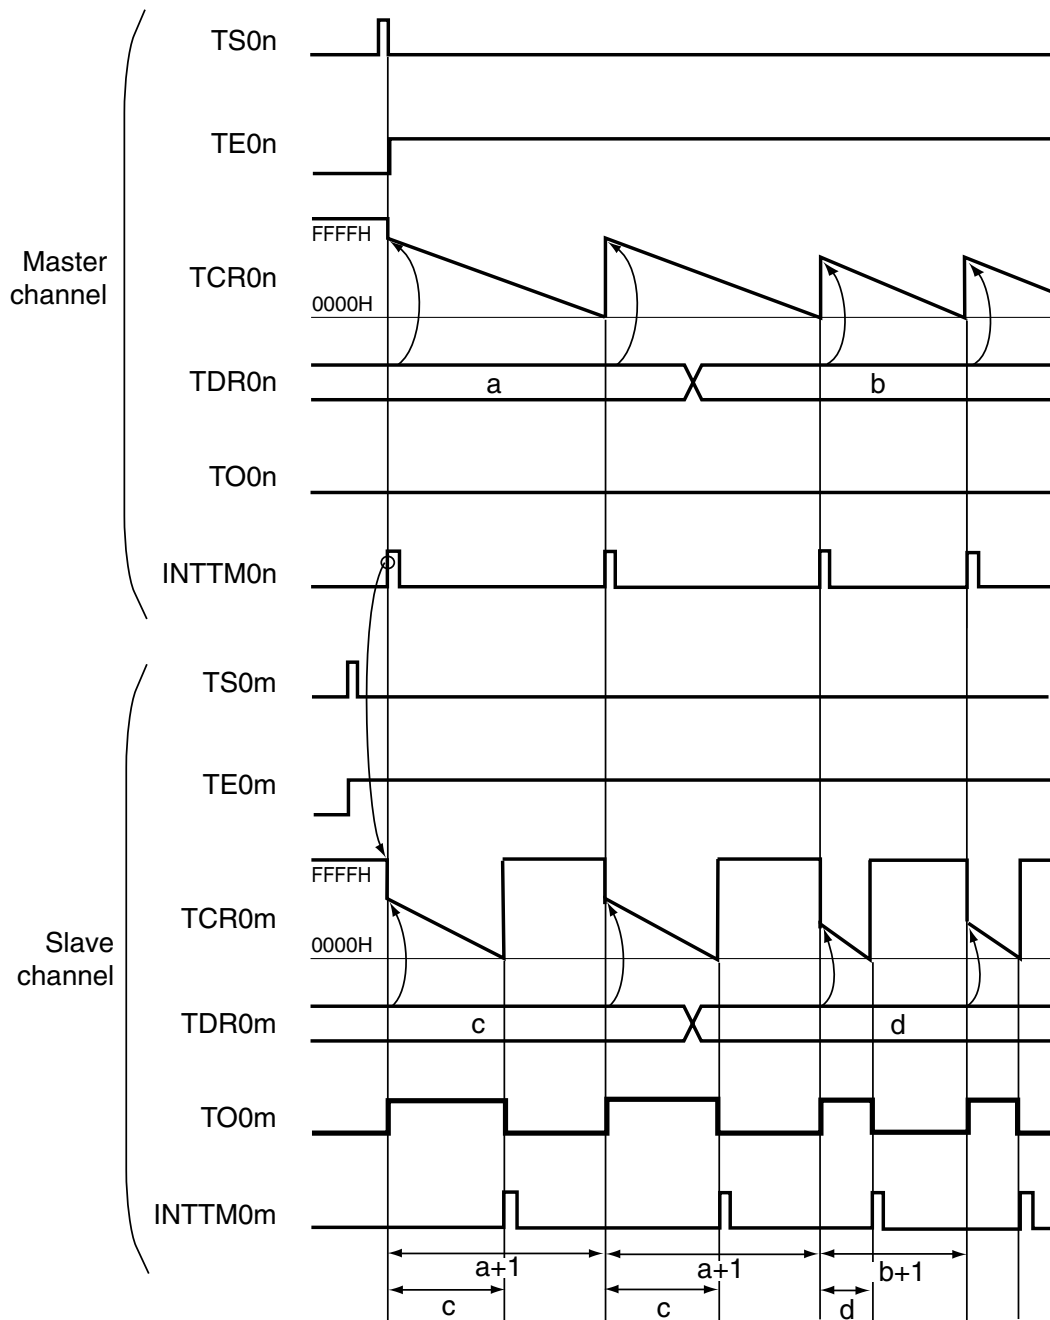 TS0n
TE0n
FFFFH
Master
channel
TCR0n
0000H
TDR0n
a
b
TO0n
INTTM0n
TS0m
TE0m
FFFFH
TCR0m
0000H
Slave
channel
TDR0m
c
d
TO0m
INTTM0m
a+1
a+1
b+1
c
c
d